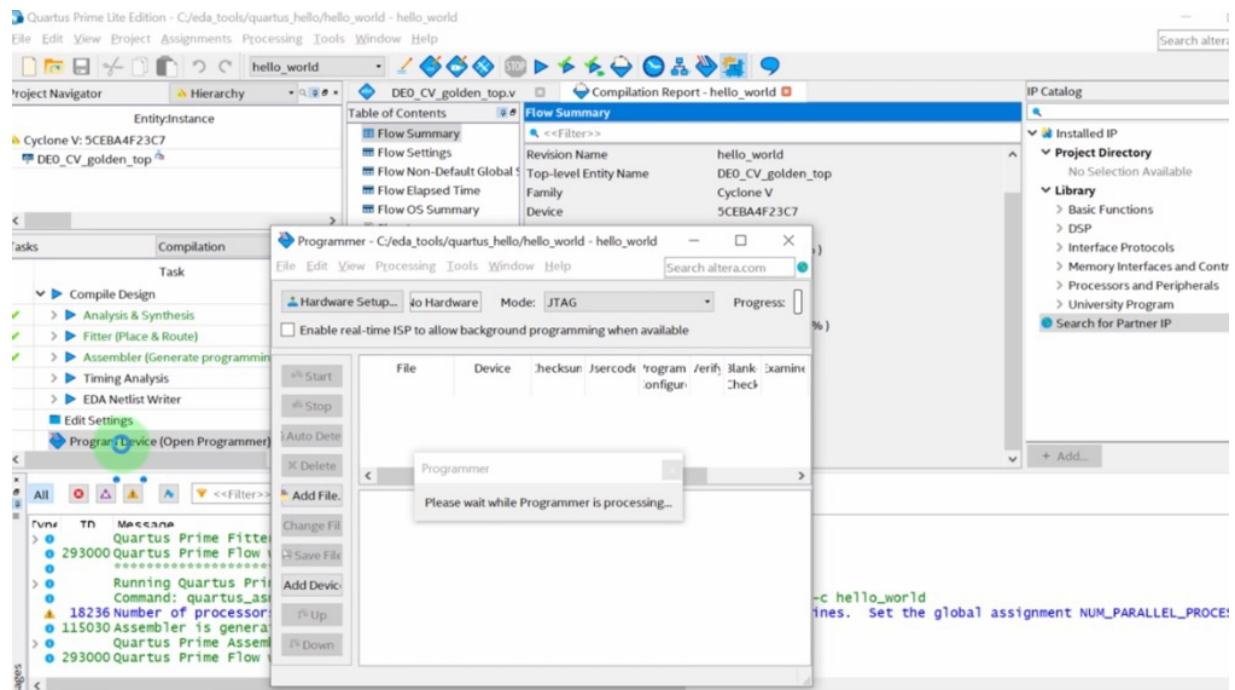 Quartus Prime Lite Edition - C:/eda_tools/quartus_hello/hello_world - hello_world
File Edit View Project Assignments Processing Tools Window Help
Search altera
hello_world
Project Navigator
Hierarchy
Entity:Instance
Cyclone V: 5CEBA4F23C7
DE0_CV_golden_top
DE0_CV_golden_top.v
Compilation Report - hello_world
Table of Contents
Flow Summary
Flow Settings
Flow Non-Default Global S
Flow Elapsed Time
Flow OS Summary
Flow Summary
<<Filter>>
Revision Name hello_world
Top-level Entity Name DE0_CV_golden_top
Family Cyclone V
Device 5CEBA4F23C7
)
% )
IP Catalog
Installed IP
Project Directory
No Selection Available
Library
Basic Functions
DSP
Interface Protocols
Memory Interfaces and Contr
Processors and Peripherals
University Program
Search for Partner IP
+ Add...
Tasks
Compilation
Task
Compile Design
Analysis & Synthesis
Fitter (Place & Route)
Assembler (Generate programmin
Timing Analysis
EDA Netlist Writer
Edit Settings
Program Device (Open Programmer)
Programmer - C:/eda_tools/quartus_hello/hello_world - hello_world
File Edit View Processing Tools Window Help
Search altera.com
Hardware Setup...
No Hardware
Mode: JTAG
Progress:
Enable real-time ISP to allow background programming when available
Start
Stop
Auto Dete
Delete
Add File.
Change Fil
Save File
Add Devic
Up
Down
File Device Checksum Usercode Program Verify Blank- Examine
Configure Check
Programmer
Please wait while Programmer is processing...
All
<<Filter>>
Type ID Message
Quartus Prime Fitte
293000 Quartus Prime Flow
********************
Running Quartus Pri
Command: quartus_as
-c hello_world
18236 Number of processor
ines. Set the global assignment NUM_PARALLEL_PROCES
115030 Assembler is genera
Quartus Prime Assem
293000 Quartus Prime Flow
ages